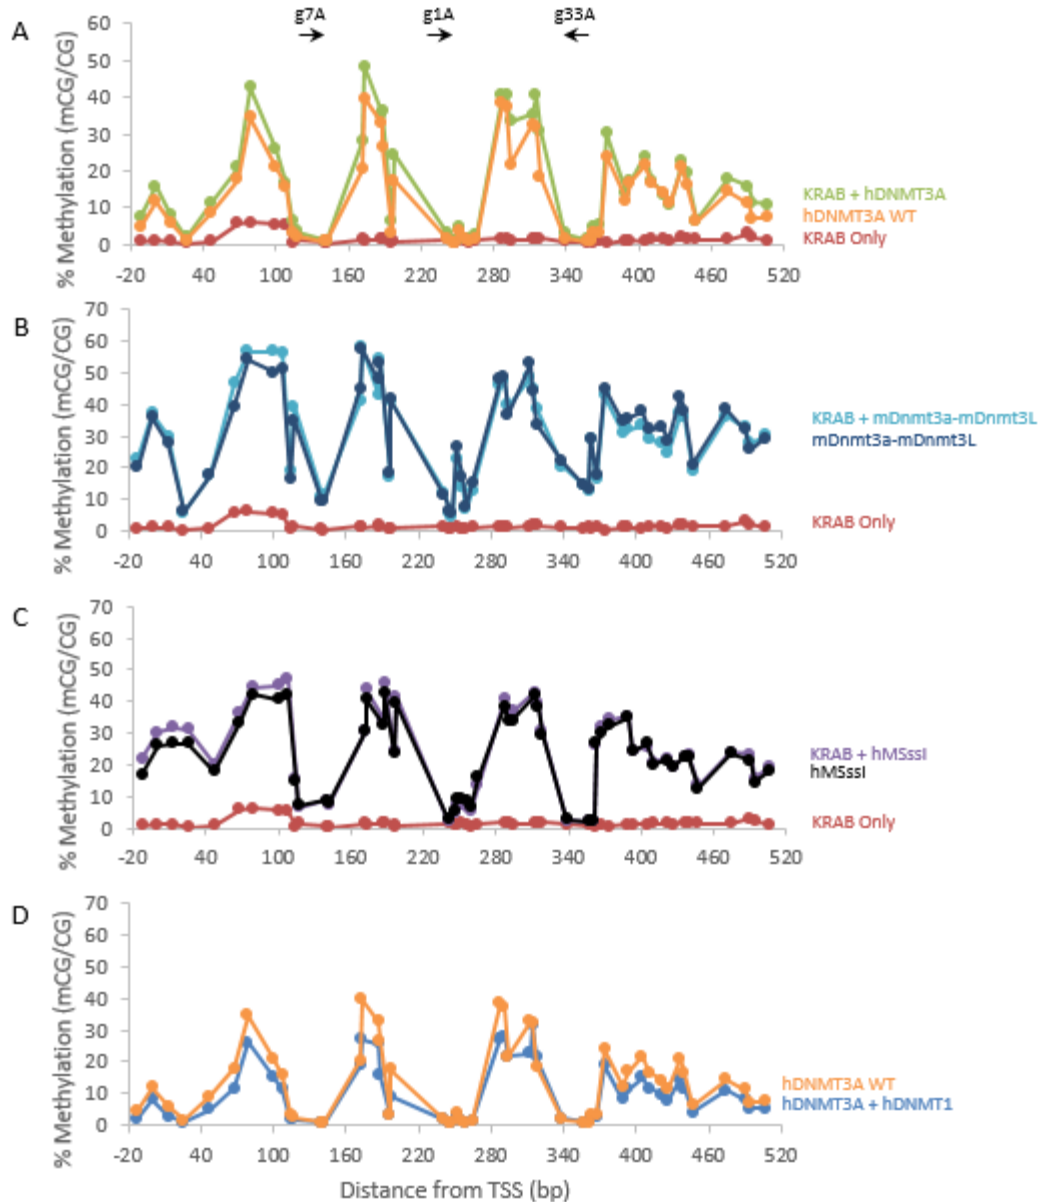 A
g7A
g1A
g33A
% Methylation (mCG/CG)
60
50
40
30
20
10
0
-20 40 100 160 220 280 340 400 460 520
KRAB + hDNMT3A
hDNMT3A WT
KRAB Only
B
% Methylation (mCG/CG)
70
60
50
40
30
20
10
0
-20 40 100 160 220 280 340 400 460 520
KRAB + mDnmt3a-mDnmt3L
mDnmt3a-mDnmt3L
KRAB Only
C
% Methylation (mCG/CG)
70
60
50
40
30
20
10
0
-20 40 100 160 220 280 340 400 460 520
KRAB + hMSssI
hMSssI
KRAB Only
D
% Methylation (mCG/CG)
70
60
50
40
30
20
10
0
-20 40 100 160 220 280 340 400 460 520
hDNMT3A WT
hDNMT3A + hDNMT1
Distance from TSS (bp)